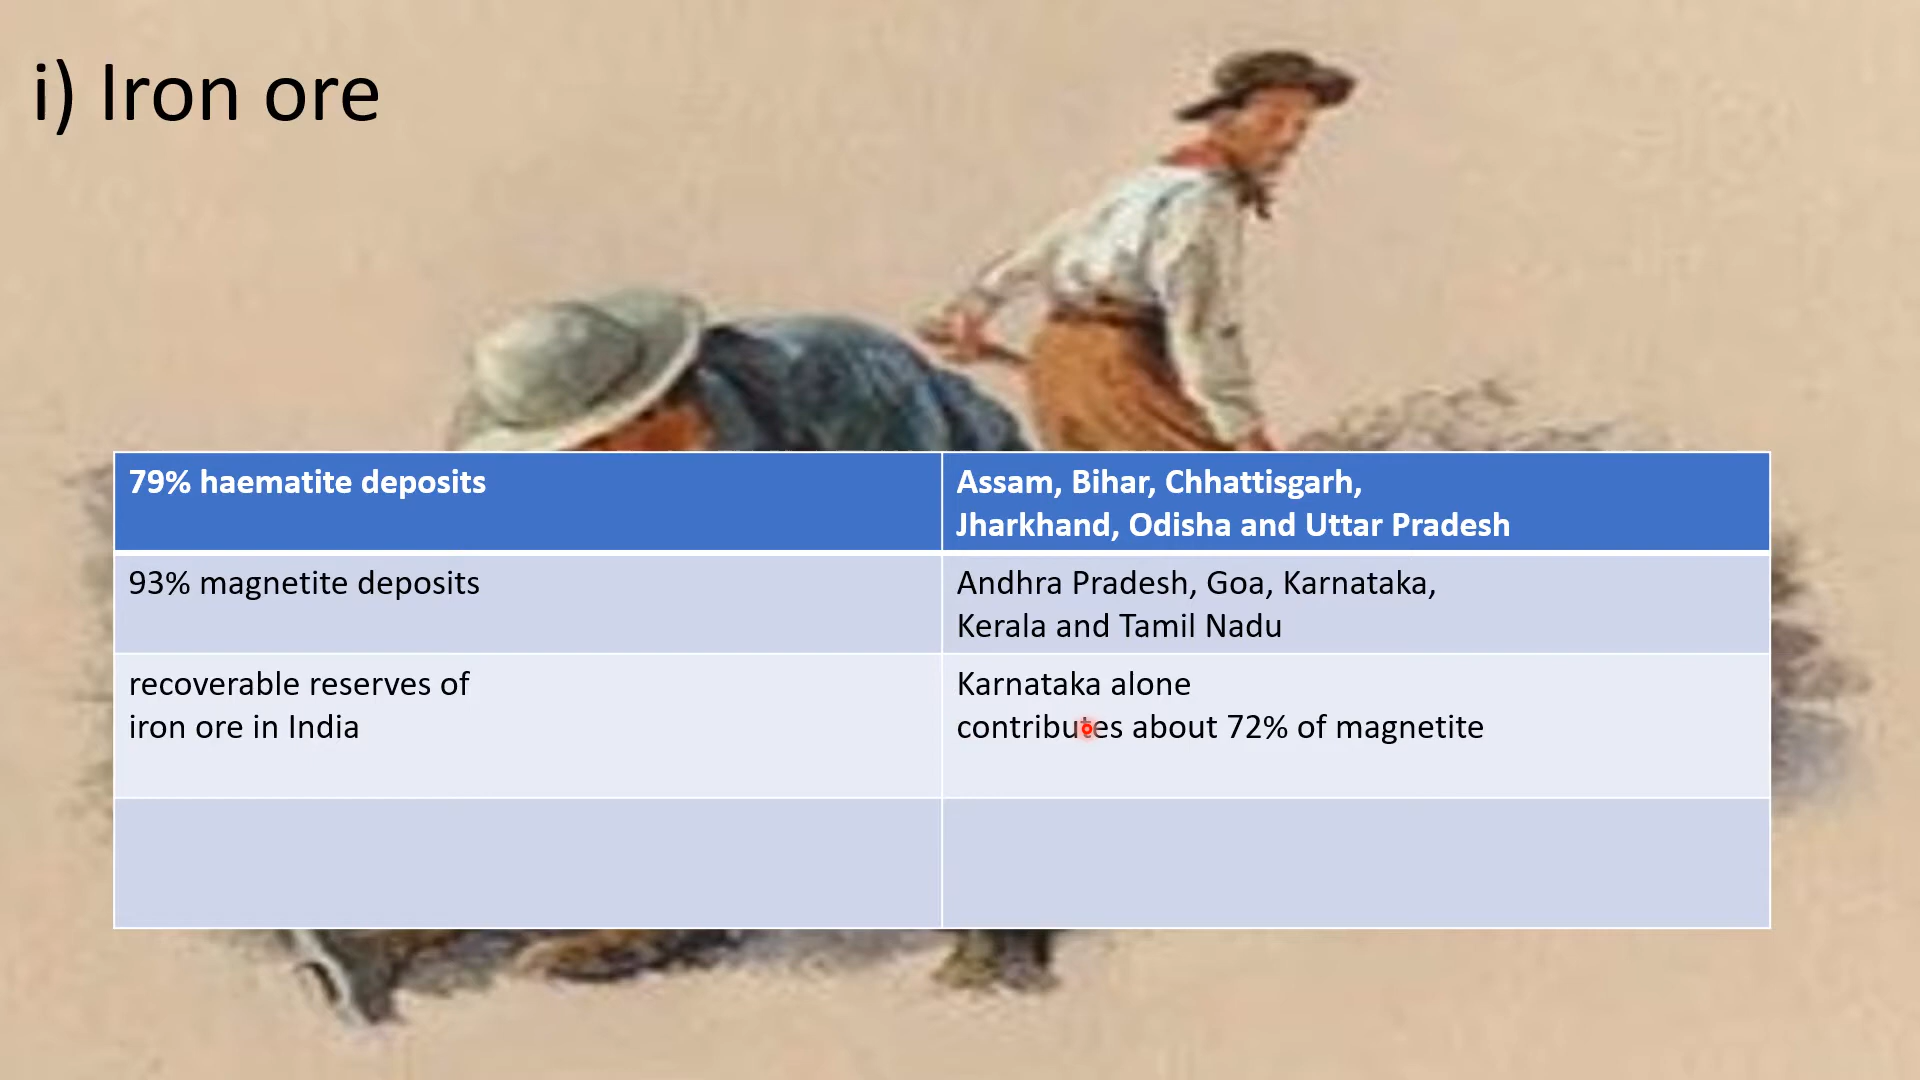 i) Iron ore
79% haematite deposits
Assam, Bihar, Chhattisgarh,
Jharkhand, Odisha and Uttar Pradesh
93% magnetite deposits
Andhra Pradesh, Goa, Karnataka,
Kerala and Tamil Nadu
recoverable reserves of
iron ore in India
Karnataka alone
contributes about 72% of magnetite